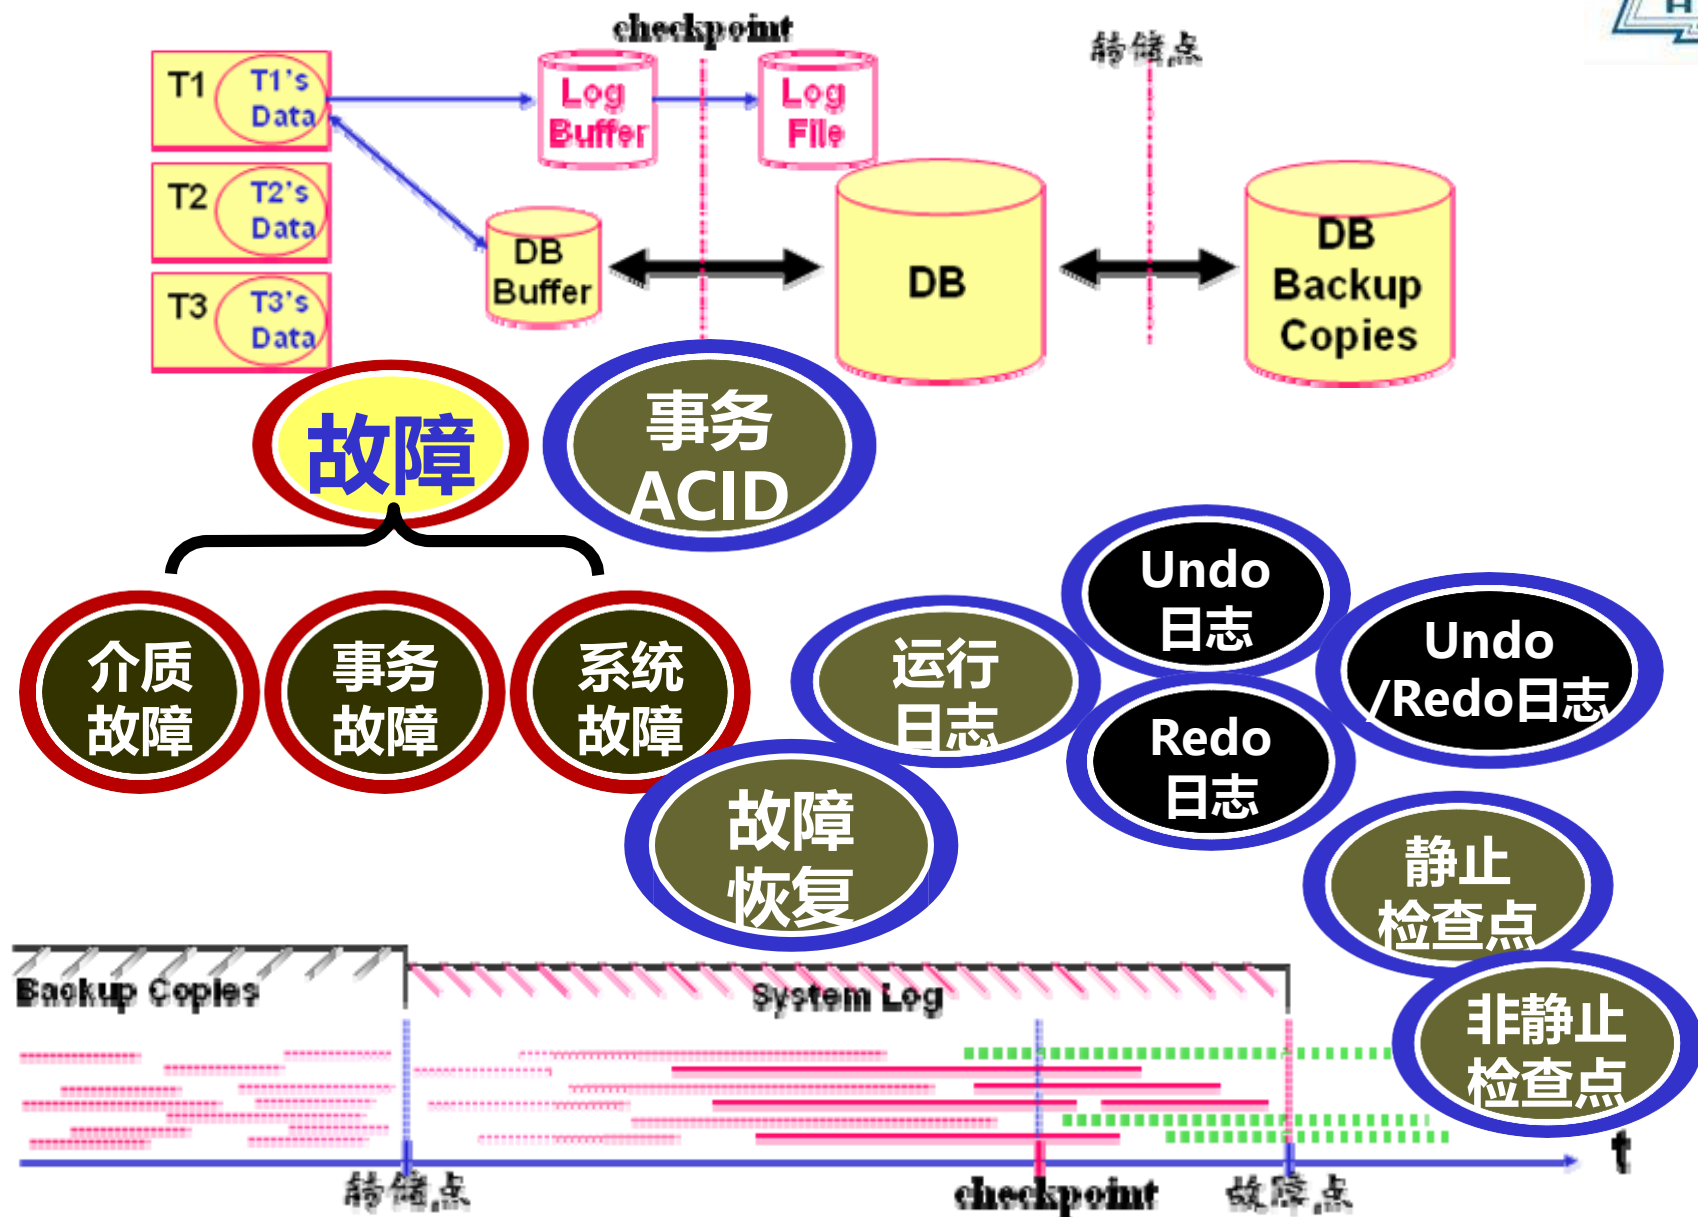 checkpoint
转储点
T1
T1's
Data
Log
Buffer
Log
File
T2
T2's
Data
T3
T3's
Data
DB
Buffer
DB
DB
Backup
Copies
故障
事务
ACID
介质
故障
事务
故障
系统
故障
运行
日志
Undo
日志
Redo
日志
Undo
/Redo日志
故障
恢复
静止
检查点
非静止
检查点
Backup Copies
System Log
转储点
checkpoint
故障点
t